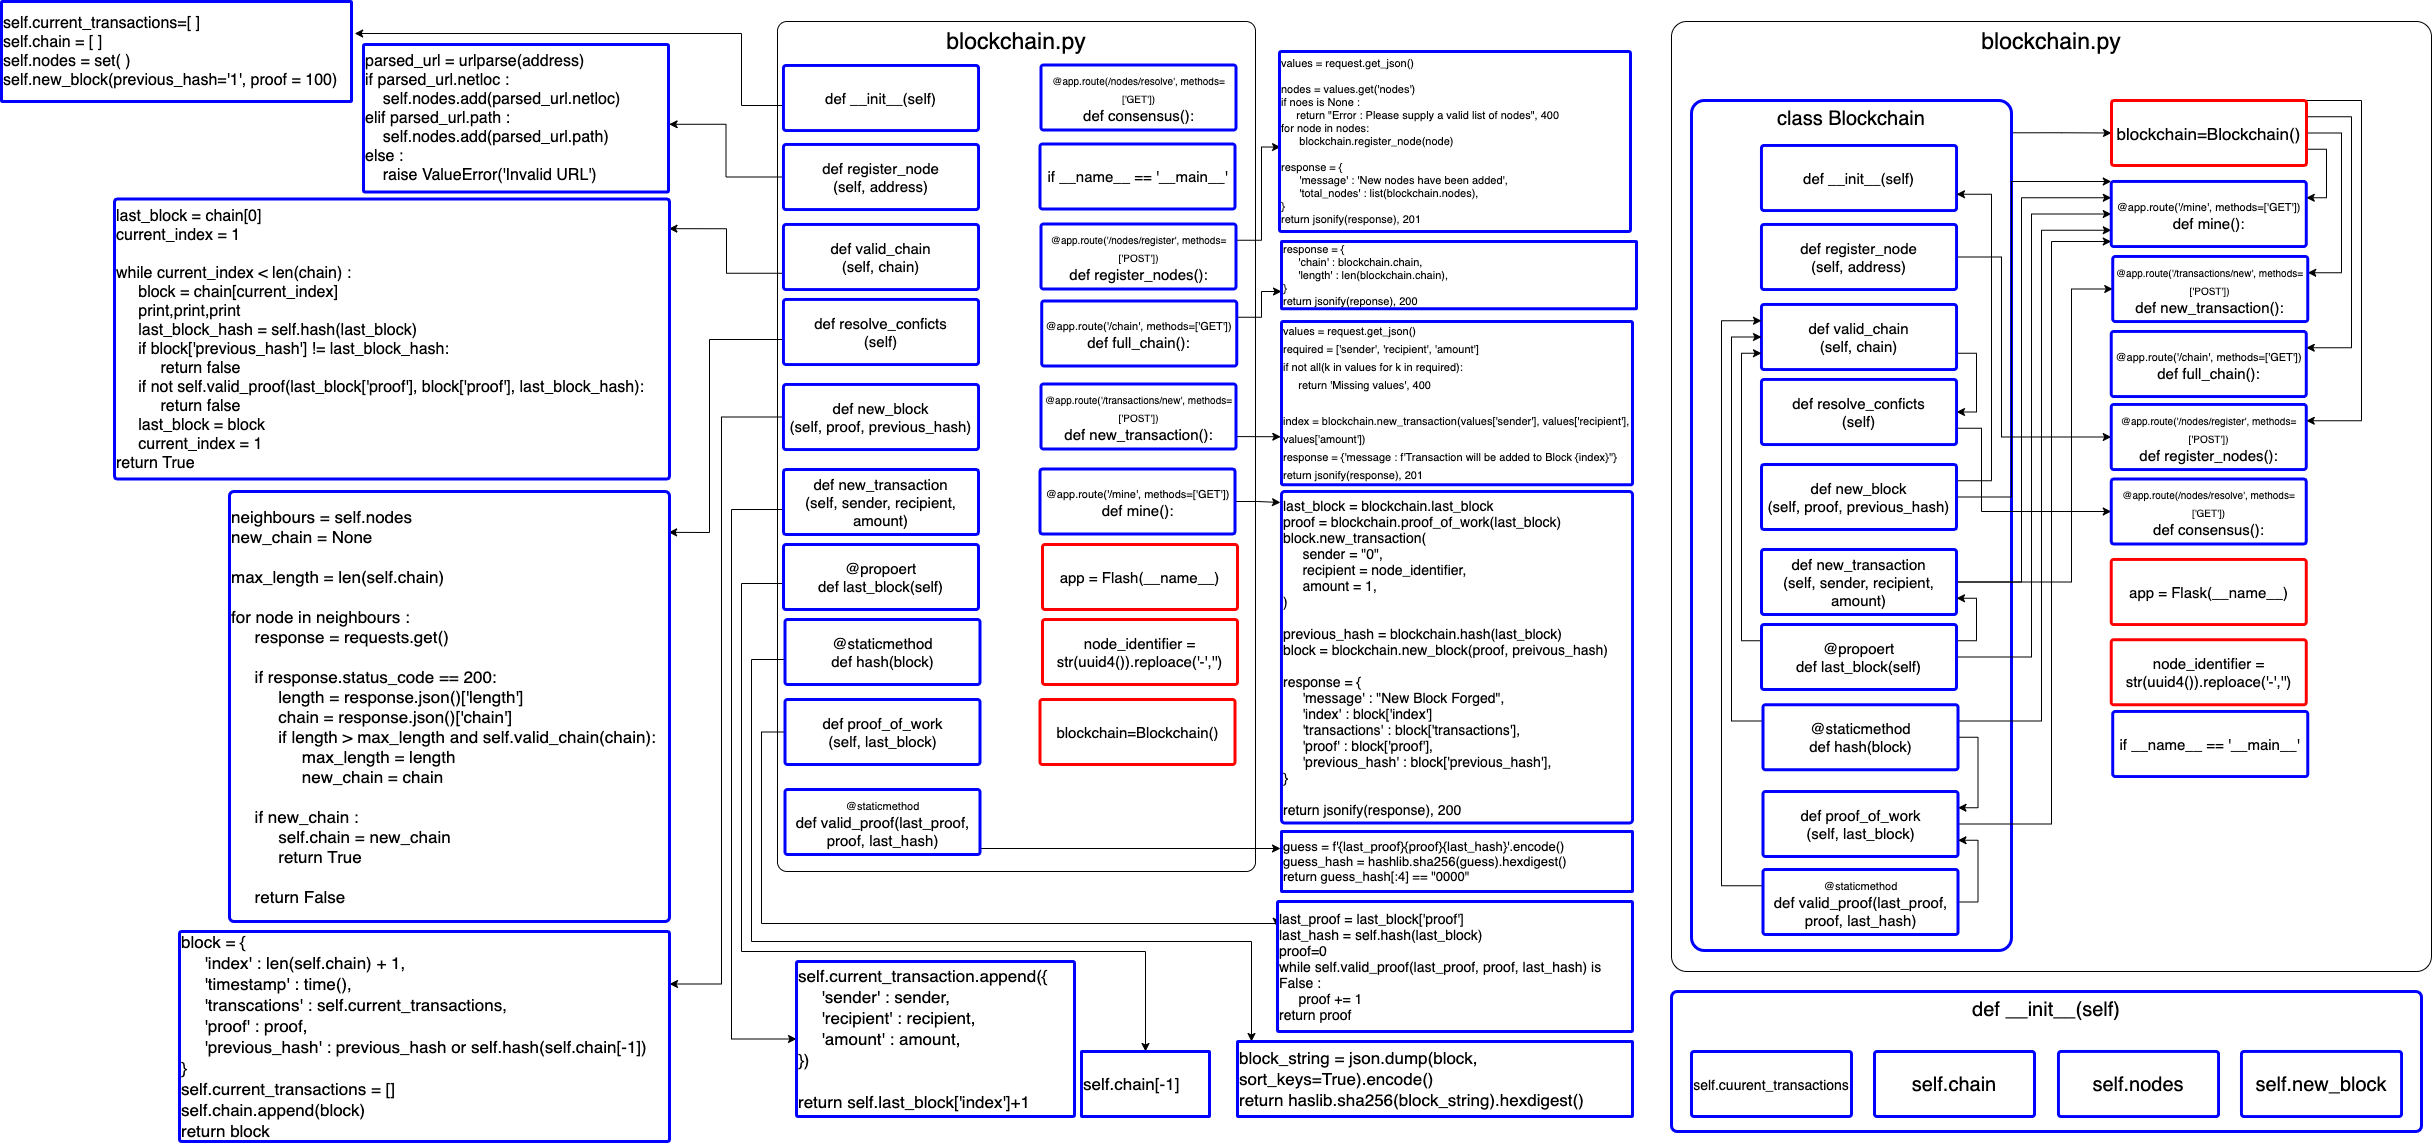 self.current_transactions=[ ]
self.chain = [ ]
self.nodes = set( )
self.new_block(previous_hash='1', proof = 100)
parsed_url = urlparse(address)
if parsed_url.netloc :
self.nodes.add(parsed_url.netloc)
elif parsed_url.path :
self.nodes.add(parsed_url.path)
else :
raise ValueError('Invalid URL')
last_block = chain[0]
current_index = 1
while current_index < len(chain) :
block = chain[current_index]
print,print,print
last_block_hash = self.hash(last_block)
if block['previous_hash'] != last_block_hash:
return false
if not self.valid_proof(last_block['proof'], block['proof'], last_block_hash):
return false
last_block = block
current_index = 1
return True
neighbours = self.nodes
new_chain = None
max_length = len(self.chain)
for node in neighbours :
response = requests.get()
if response.status_code == 200:
length = response.json()['length']
chain = response.json()['chain']
if length > max_length and self.valid_chain(chain):
max_length = length
new_chain = chain
if new_chain :
self.chain = new_chain
return True
return False
block = {
'index' : len(self.chain) + 1,
'timestamp' : time(),
'transcations' : self.current_transactions,
'proof' : proof,
'previous_hash' : previous_hash or self.hash(self.chain[-1])
}
self.current_transactions = []
self.chain.append(block)
return block
blockchain.py
def __init__(self)
def register_node
(self, address)
def valid_chain
(self, chain)
def resolve_conficts
(self)
def new_block
(self, proof, previous_hash)
def new_transaction
(self, sender, recipient,
amount)
@propoert
def last_block(self)
@staticmethod
def hash(block)
def proof_of_work
(self, last_block)
@staticmethod
def valid_proof(last_proof,
proof, last_hash)
@app.route(/nodes/resolve', methods=
['GET'])
def consensus():
if __name__ == '__main__'
@app.route('/nodes/register', methods=
['POST'])
def register_nodes():
@app.route('/chain', methods=['GET'])
def full_chain():
@app.route('/transactions/new', methods=
['POST'])
def new_transaction():
@app.route('/mine', methods=['GET'])
def mine():
app = Flash(__name__)
node_identifier =
str(uuid4()).reploace('-','')
blockchain=Blockchain()
self.current_transaction.append({
'sender' : sender,
'recipient' : recipient,
'amount' : amount,
})
return self.last_block['index']+1
self.chain[-1]
values = request.get_json()
nodes = values.get('nodes')
if noes is None :
return "Error : Please supply a valid list of nodes", 400
for node in nodes:
blockchain.register_node(node)
response = {
'message' : 'New nodes have been added',
'total_nodes' : list(blockchain.nodes),
}
return jsonify(response), 201
response = {
'chain' : blockchain.chain,
'length' : len(blockchain.chain),
}
return jsonify(reponse), 200
values = request.get_json()
required = ['sender', 'recipient', 'amount']
if not all(k in values for k in required):
return 'Missing values', 400
index = blockchain.new_transaction(values['sender'], values['recipient'],
values['amount'])
response = {'message : f'Transaction will be added to Block {index}"}
return jsonify(response), 201
last_block = blockchain.last_block
proof = blockchain.proof_of_work(last_block)
block.new_transaction(
sender = "0",
recipient = node_identifier,
amount = 1,
)
previous_hash = blockchain.hash(last_block)
block = blockchain.new_block(proof, preivous_hash)
response = {
'message' : "New Block Forged",
'index' : block['index']
'transactions' : block['transactions'],
'proof' : block['proof'],
'previous_hash' : block['previous_hash'],
}
return jsonify(response), 200
guess = f'{last_proof}{proof}{last_hash}'.encode()
guess_hash = hashlib.sha256(guess).hexdigest()
return guess_hash[:4] == "0000"
last_proof = last_block['proof']
last_hash = self.hash(last_block)
proof=0
while self.valid_proof(last_proof, proof, last_hash) is
False :
proof += 1
return proof
block_string = json.dump(block,
sort_keys=True).encode()
return haslib.sha256(block_string).hexdigest()
blockchain.py
class Blockchain
def __init__(self)
def register_node
(self, address)
def valid_chain
(self, chain)
def resolve_conficts
(self)
def new_block
(self, proof, previous_hash)
def new_transaction
(self, sender, recipient,
amount)
@propoert
def last_block(self)
@staticmethod
def hash(block)
def proof_of_work
(self, last_block)
@staticmethod
def valid_proof(last_proof,
proof, last_hash)
blockchain=Blockchain()
@app.route('/mine', methods=['GET'])
def mine():
@app.route('/transactions/new', methods=
['POST'])
def new_transaction():
@app.route('/chain', methods=['GET'])
def full_chain():
@app.route('/nodes/register', methods=
['POST'])
def register_nodes():
@app.route(/nodes/resolve', methods=
['GET'])
def consensus():
app = Flask(__name__)
node_identifier =
str(uuid4()).reploace('-','')
if __name__ == '__main__'
def __init__(self)
self.cuurent_transactions
self.chain
self.nodes
self.new_block